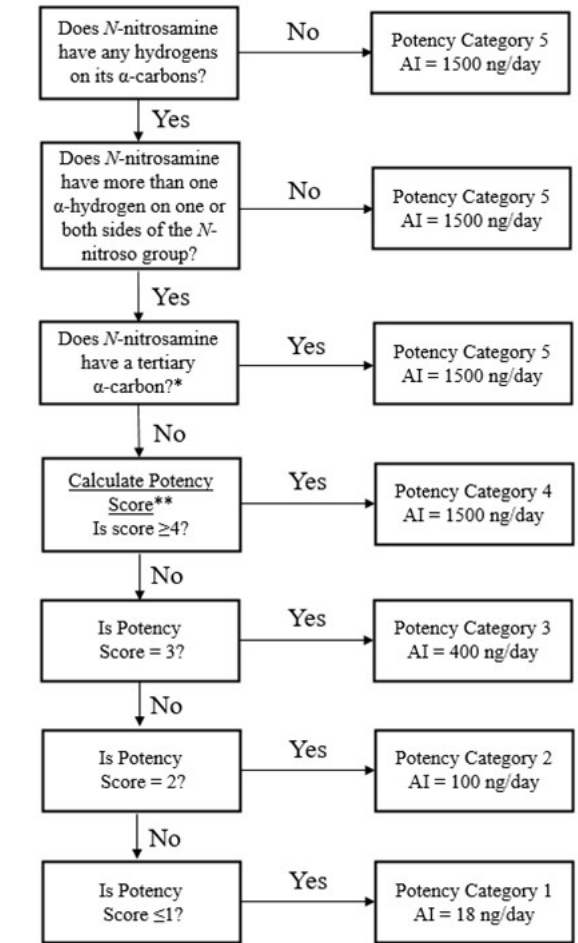 Does N-nitrosamine
have any hydrogens
on its α-carbons?
No
Potency Category 5
AI = 1500 ng/day
Yes
Does N-nitrosamine
have more than one
α-hydrogen on one or
both sides of the N-
nitroso group?
No
Potency Category 5
AI = 1500 ng/day
Yes
Does N-nitrosamine
have a tertiary
α-carbon?*
Yes
Potency Category 5
AI = 1500 ng/day
No
Calculate Potency
Score**
Is score ≥4?
Yes
Potency Category 4
AI = 1500 ng/day
No
Is Potency
Score = 3?
Yes
Potency Category 3
AI = 400 ng/day
No
Is Potency
Score = 2?
Yes
Potency Category 2
AI = 100 ng/day
No
Is Potency
Score ≤1?
Yes
Potency Category 1
AI = 18 ng/day